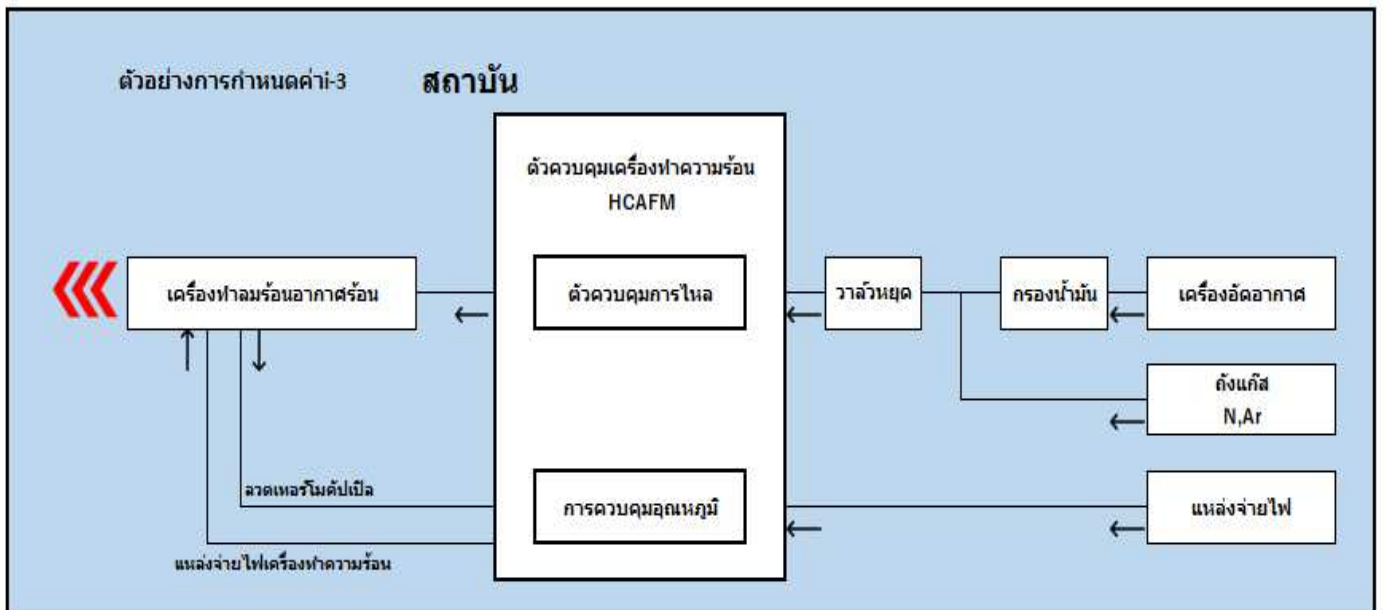 ตัวอย่างการกำหนดค่าi-3
สถาบัน
ตัวควบคุมเครื่องทำความร้อน
HCAFM
เครื่องทำลมร้อนอากาศร้อน
ตัวควบคุมการไหล
วาล์วหยุด
กรองน้ำมัน
เครื่องอัดอากาศ
ถังแก๊ส
N,Ar
ลวดเทอร์โมคัปเปิล
การควบคุมอุณหภูมิ
แหล่งจ่ายไฟ
แหล่งจ่ายไฟเครื่องทำความร้อน